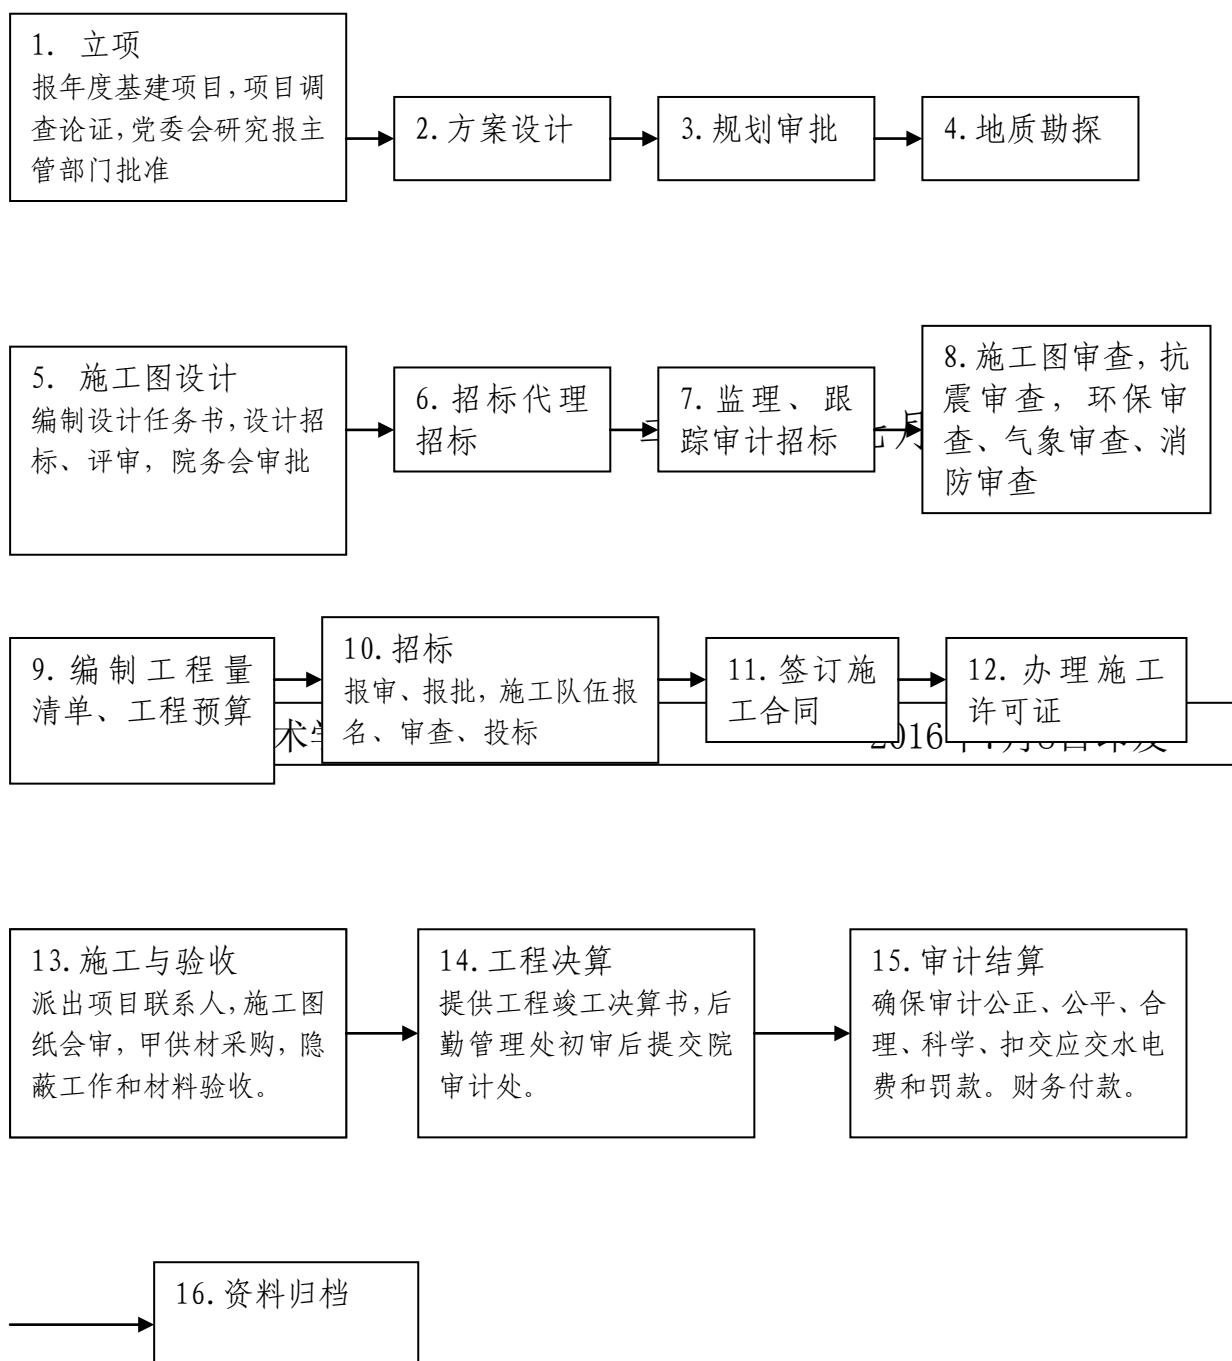 1. 立项
报年度基建项目，项目调
查论证，党委会研究报主
管部门批准
2.方案设计
3.规划审批
4.地质勘探
5. 施工图设计
编制设计任务书，设计招
标、评审，院务会审批
6.招标代理
招标
7.监理、跟
踪审计招标
8.施工图审查，抗
震审查，环保审
查、气象审查、消
防审查
9.编制工程量
清单、工程预算
10.招标
报审、报批，施工队伍报
名、审查、投标
11.签订施
工合同
12.办理施工
许可证
术
2016
13.施工与验收
派出项目联系人，施工图
纸会审，甲供材采购，隐
蔽工作和材料验收。
14.工程决算
提供工程竣工决算书，后
勤管理处初审后提交院
审计处。
15.审计结算
确保审计公正、公平、合
理、科学、扣交应交水电
费和罚款。财务付款。
16.资料归档